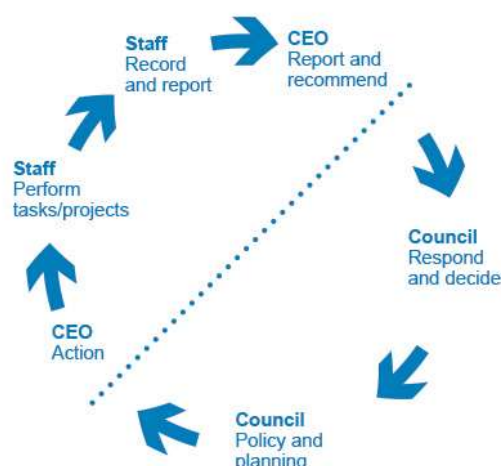 Staff
Record
and report
CEO
Report and
recommend
Staff
Perform
tasks/projects
Council
Respond
and decide
CEO
Action
Council
Policy and
planning